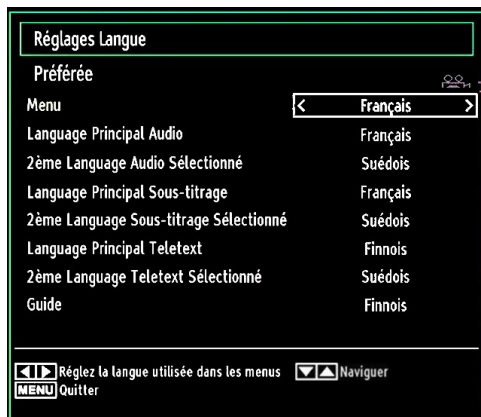 Réglages Langue
Préférée
Menu < Français >
Language Principal Audio Français
2ème Language Audio Sélectionné Suédois
Language Principal Sous-titrage Français
2ème Language Sous-titrage Sélectionné Suédois
Language Principal Teletext Finnois
2ème Language Teletext Sélectionné Suédois
Guide Finnois
Réglez la langue utilisée dans les menus Naviguer
MENU Quitter